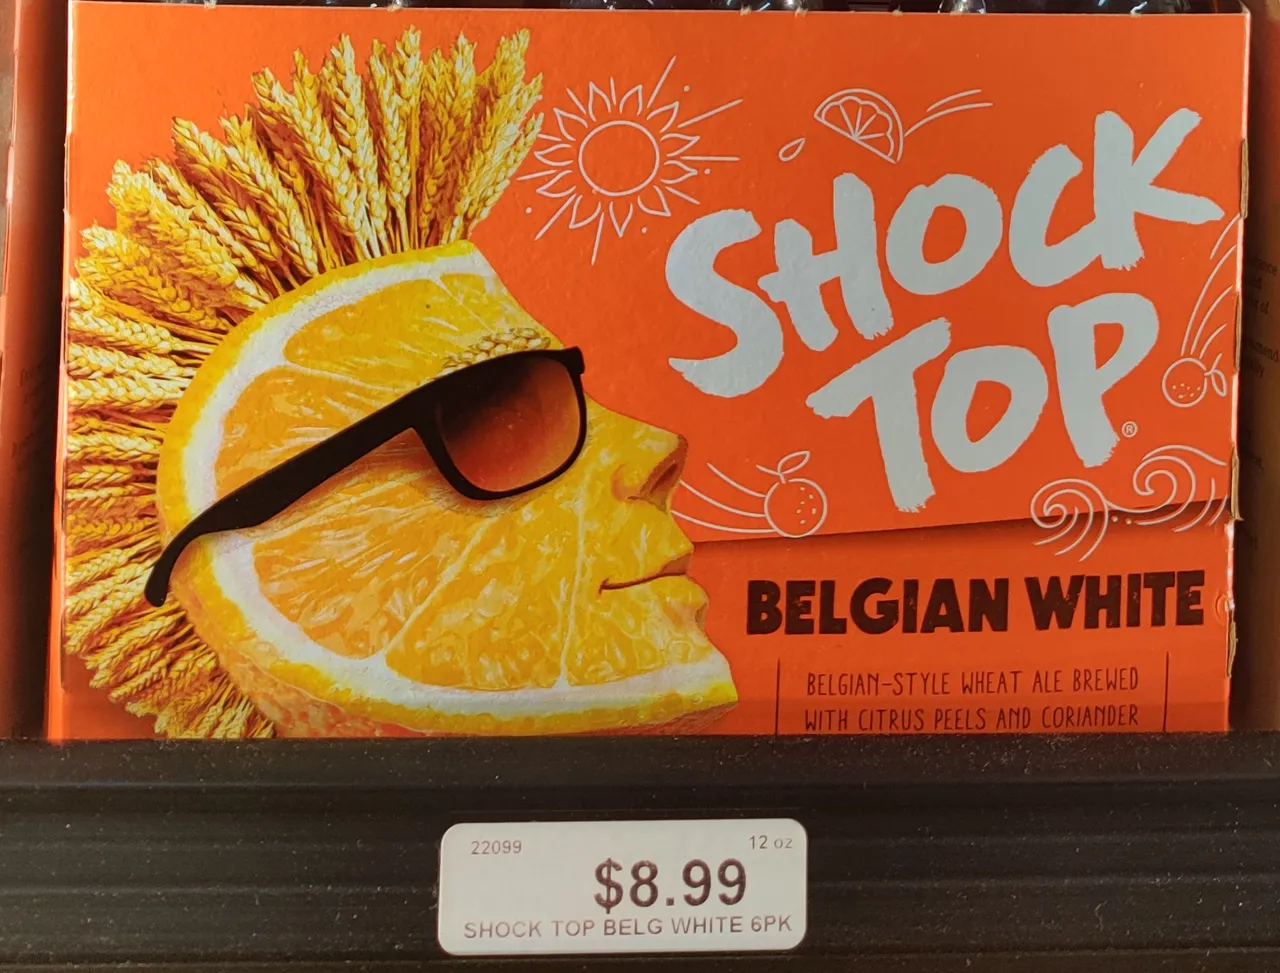 SHOCK
TOP®
BELGIAN WHITE
BELGIAN-STYLE WHEAT ALE BREWED
WITH CITRUS PEELS AND CORIANDER
22099
12 oz
$8.99
SHOCK TOP BELG WHITE 6PK